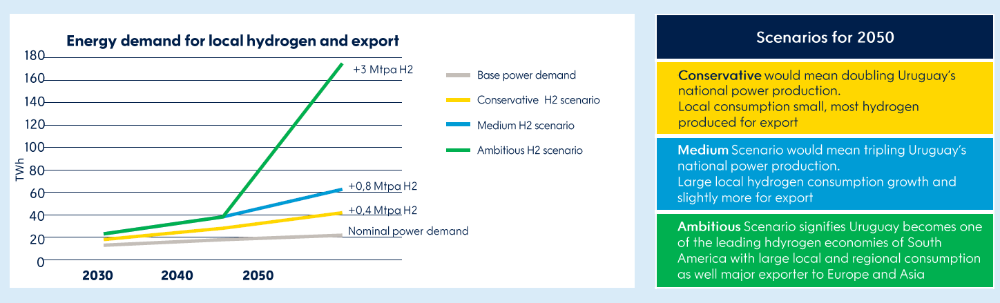 Energy demand for local hydrogen and export
180
160
140
120
100
80
60
40
20
0
TWh
2030
2040
2050
+3 Mtpa H2
+0,8 Mtpa H2
+0,4 Mtpa H2
Nominal power demand
Base power demand
Conservative H2 scenario
Medium H2 scenario
Ambitious H2 scenario
Scenarios for 2050
Conservative would mean doubling Uruguay's
national power production.
Local consumption small, most hydrogen
produced for export
Medium Scenario would mean tripling Uruguay's
national power production.
Large local hydrogen consumption growth and
slightly more for export
Ambitious Scenario signifies Uruguay becomes one
of the leading hdyrogen economies of South
America with large local and regional consumption
as well major exporter to Europe and Asia